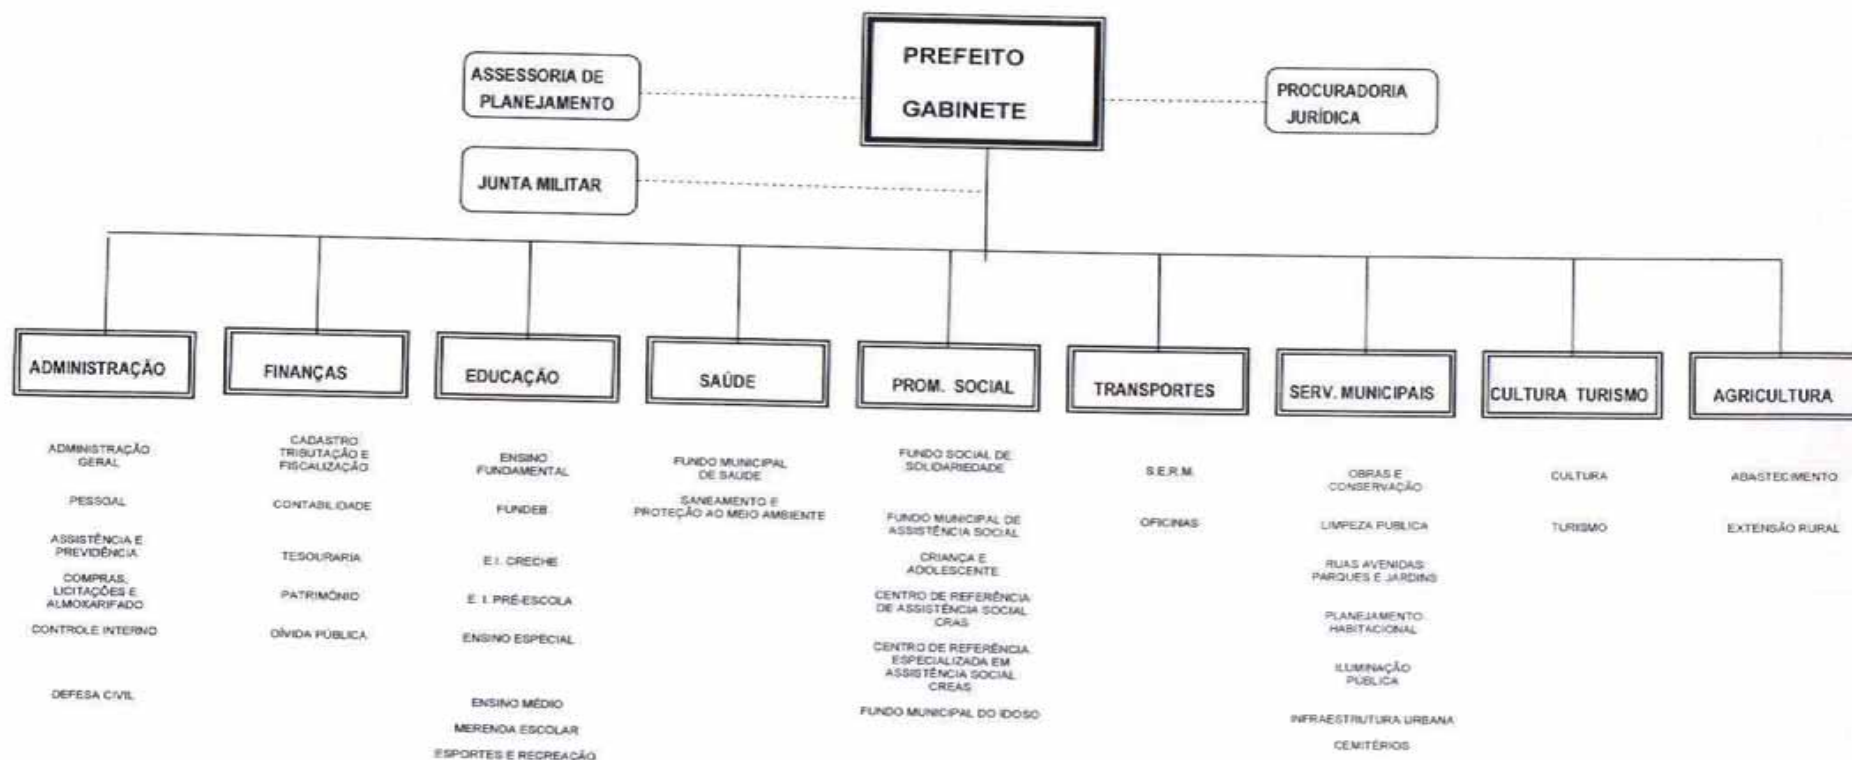 PREFEITO
GABINETE
ASSESSORIA DE
PLANEJAMENTO
PROCURADORIA
JURÍDICA
JUNTA MILITAR
ADMINISTRAÇÃO
FINANÇAS
EDUCAÇÃO
SAÚDE
PROM. SOCIAL
TRANSPORTES
SERV. MUNICIPAIS
CULTURA TURISMO
AGRICULTURA
ADMINISTRAÇÃO
GERAL
PESSOAL
ASSISTÊNCIA E
PREVIDÊNCIA
COMPRAS,
LICITAÇÕES E
ALMOXARIFADO
CONTROLE INTERNO
DEFESA CIVIL
CADASTRO
TRIBUTAÇÃO E
FISCALIZAÇÃO
CONTABILIDADE
TESOURARIA
PATRIMÔNIO
DÍVIDA PÚBLICA
ENSINO
FUNDAMENTAL
FUNDEB
E.I. CRECHE
E. I. PRÉ-ESCOLA
ENSINO ESPECIAL
ENSINO MÉDIO
MERENDA ESCOLAR
ESPORTES E RECREAÇÃO
FUNDO MUNICIPAL
DE SAÚDE
SANEAMENTO E
PROTEÇÃO AO MEIO AMBIENTE
FUNDO SOCIAL DE
SOLIDARIEDADE
FUNDO MUNICIPAL DE
ASSISTÊNCIA SOCIAL
CRIANÇA E
ADOLESCENTE
CENTRO DE REFERÊNCIA
DE ASSISTÊNCIA SOCIAL
CRAS
CENTRO DE REFERÊNCIA
ESPECIALIZADA EM
ASSISTÊNCIA SOCIAL
CREAS
FUNDO MUNICIPAL DO IDOSO
S.E.R.M.
OFICINAS
OBRAS E
CONSERVAÇÃO
LIMPEZA PÚBLICA
RUAS AVENIDAS
PARQUES E JARDINS
PLANEJAMENTO
HABITACIONAL
ILUMINAÇÃO
PÚBLICA
INFRAESTRUTURA URBANA
CEMITÉRIOS
CULTURA
TURISMO
ABASTECIMENTO
EXTENSÃO RURAL